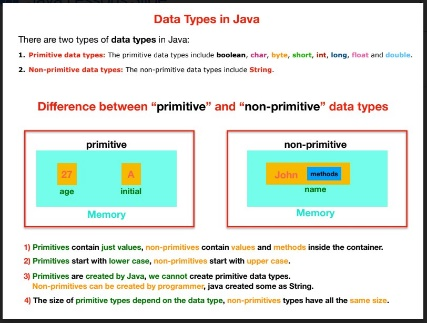 Data Types in Java
There are two types of data types in Java:
1. Primitive data types: The primitive data types include boolean, char, byte, short, int, long, float and double.
2. Non-primitive data types: The non-primitive data types include String.
Difference between “primitive” and “non-primitive” data types
primitive
27
age
A
initial
Memory
non-primitive
John
methods
name
Memory
1) Primitives contain just values, non-primitives contain values and methods inside the container.
2) Primitives start with lower case, non-primitives start with upper case.
3) Primitives are created by Java, we cannot create primitive data types.
Non-primitives can be created by programmer, java created some as String.
4) The size of primitive types depend on the data type, non-primitives types have all the same size.